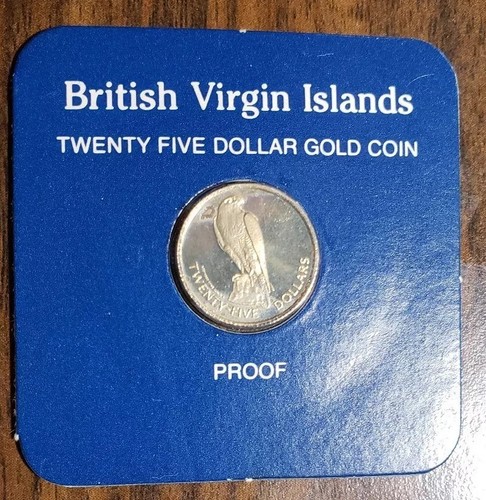 British Virgin Islands
TWENTY FIVE DOLLAR GOLD COIN
TWENTY-FIVE DOLLARS
PROOF